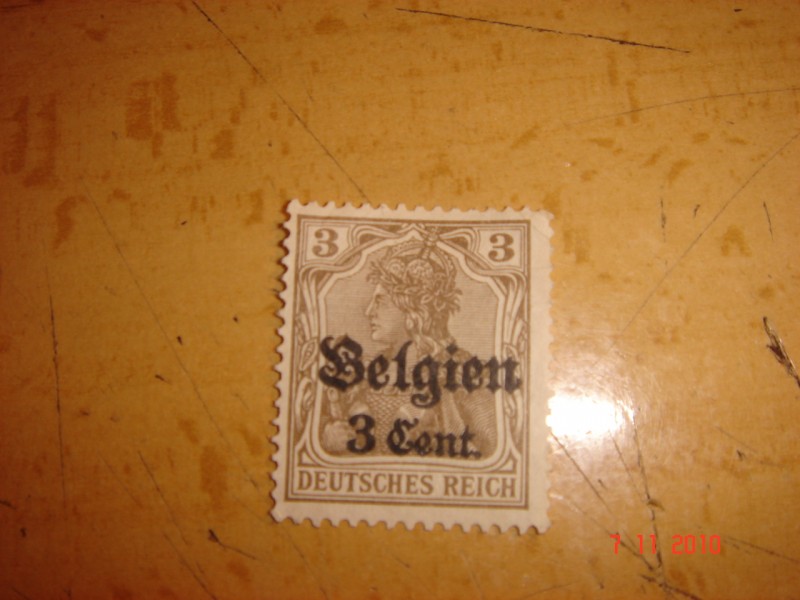 3 3
Belgien
3 Cent.
DEUTSCHES REICH
7 11 2010